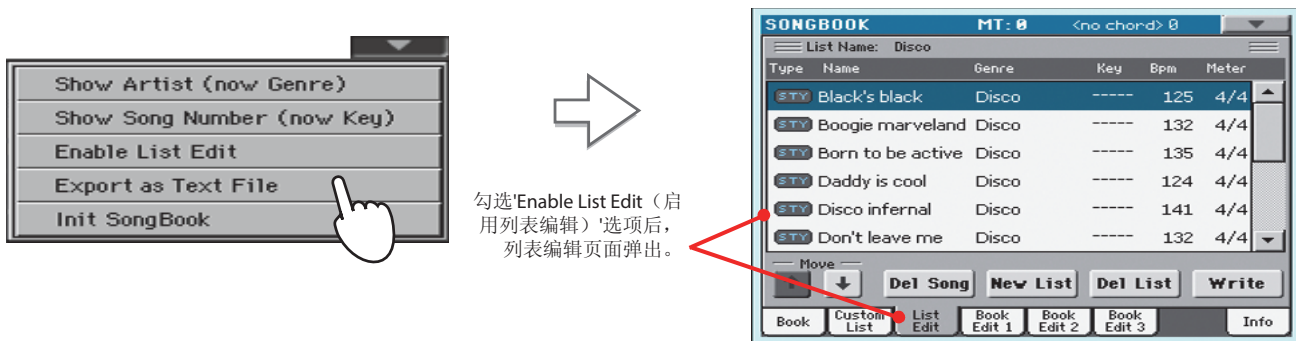 Show Artist (now Genre)
Show Song Number (now Key)
Enable List Edit
Export as Text File
Init SongBook
勾选'Enable List Edit（启
用列表编辑）'选项后，
列表编辑页面弹出。
SONGBOOK MT: 0 <no chord> 0
List Name: Disco
Type Name Genre Key Bpm Meter
STY Black's black Disco ----- 125 4/4
STY Boogie marveland Disco ----- 132 4/4
STY Born to be active Disco ----- 135 4/4
STY Daddy is cool Disco ----- 124 4/4
STY Disco infernal Disco ----- 141 4/4
STY Don't leave me Disco ----- 132 4/4
Move
Del Song New List Del List Write
Book Custom List List Edit Book Edit 1 Book Edit 2 Book Edit 3 Info